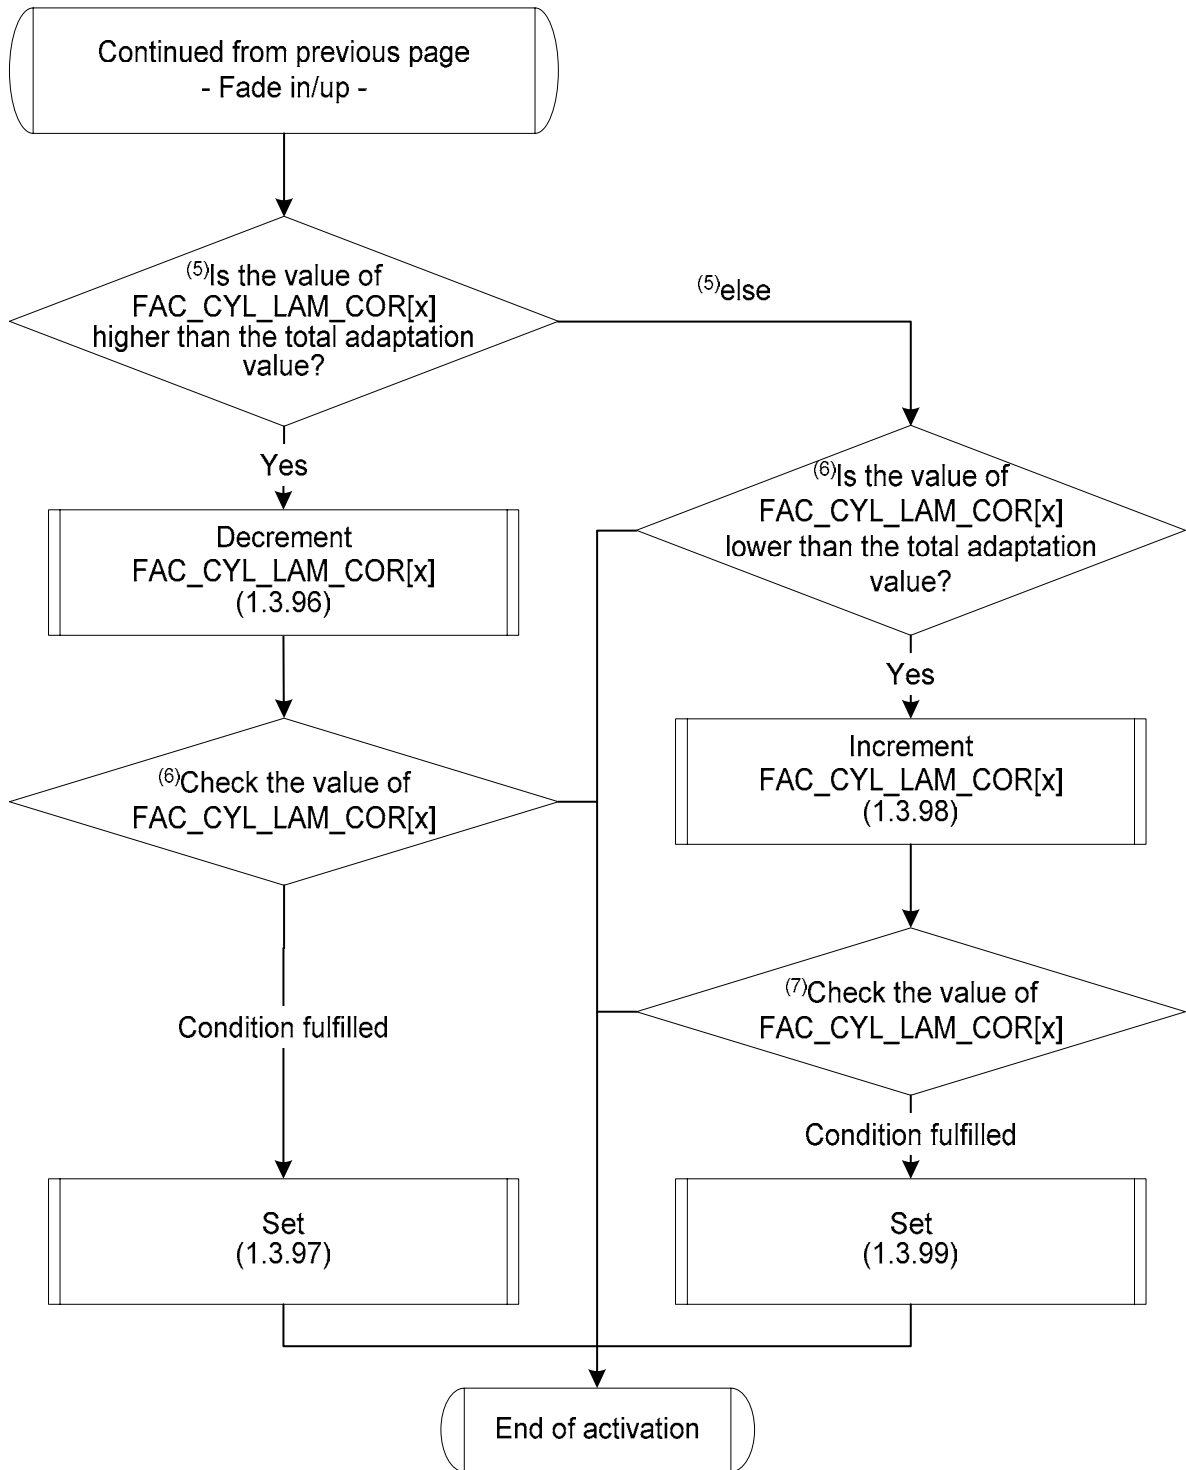 Continued from previous page
- Fade in/up -
(5)Is the value of
FAC_CYL_LAM_COR[x]
higher than the total adaptation
value?
(5)else
Yes
(6)Is the value of
FAC_CYL_LAM_COR[x]
lower than the total adaptation
value?
Decrement
FAC_CYL_LAM_COR[x]
(1.3.96)
Yes
Increment
FAC_CYL_LAM_COR[x]
(1.3.98)
(6)Check the value of
FAC_CYL_LAM_COR[x]
(7)Check the value of
FAC_CYL_LAM_COR[x]
Condition fulfilled
Condition fulfilled
Set
(1.3.97)
Set
(1.3.99)
End of activation